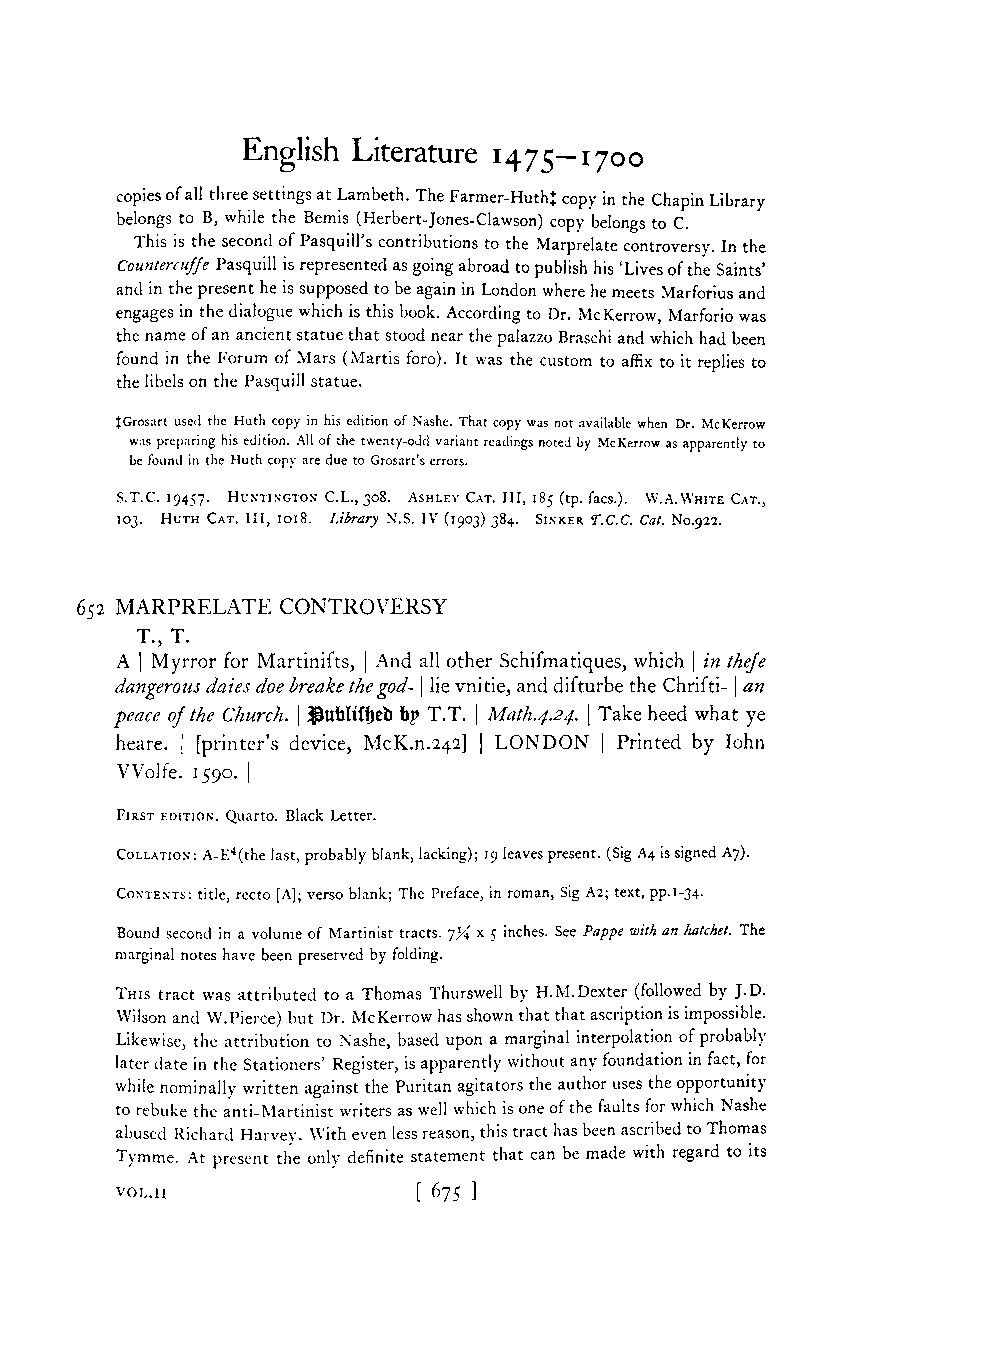 English Literature 1475–1700
copies of all three settings at Lambeth. The Farmer-Huth‡ copy in the Chapin Library
belongs to B, while the Bemis (Herbert-Jones-Clawson) copy belongs to C.
This is the second of Pasquill's contributions to the Marprelate controversy. In the
Countercuffe Pasquill is represented as going abroad to publish his 'Lives of the Saints'
and in the present he is supposed to be again in London where he meets Marforius and
engages in the dialogue which is this book. According to Dr. McKerrow, Marforio was
the name of an ancient statue that stood near the palazzo Braschi and which had been
found in the Forum of Mars (Martis foro). It was the custom to affix to it replies to
the libels on the Pasquill statue.
‡Grosart used the Huth copy in his edition of Nashe. That copy was not available when Dr. McKerrow
was preparing his edition. All of the twenty-odd variant readings noted by McKerrow as apparently to
be found in the Huth copy are due to Grosart's errors.
S.T.C. 19457. HUNTINGTON C.L., 308. ASHLEY CAT. III, 185 (tp. facs.). W.A.WHITE CAT.,
103. HUTH CAT. III, 1018. Library N.S. IV (1903) 384. SINKER T.C.C. Cat. No.922.
652 MARPRELATE CONTROVERSY
T., T.
A | Myrror for Martiniſts, | And all other Schiſmatiques, which | in theſe
dangerous daies doe breake the god- | lie vnitie, and diſturbe the Chriſti- | an
peace of the Church. | Publiſhed by T.T. | Math.4.24. | Take heed what ye
heare. | [printer's device, McK.n.242] | LONDON | Printed by Iohn
VVolfe. 1590. |
FIRST EDITION. Quarto. Black Letter.
COLLATION: A-E⁴(the last, probably blank, lacking); 19 leaves present. (Sig A4 is signed A7).
CONTENTS: title, recto [A]; verso blank; The Preface, in roman, Sig A2; text, pp.1-34.
Bound second in a volume of Martinist tracts. 7¼ x 5 inches. See Pappe with an hatchet. The
marginal notes have been preserved by folding.
THIS tract was attributed to a Thomas Thurswell by H.M.Dexter (followed by J.D.
Wilson and W.Pierce) but Dr. McKerrow has shown that that ascription is impossible.
Likewise, the attribution to Nashe, based upon a marginal interpolation of probably
later date in the Stationers' Register, is apparently without any foundation in fact, for
while nominally written against the Puritan agitators the author uses the opportunity
to rebuke the anti-Martinist writers as well which is one of the faults for which Nashe
abused Richard Harvey. With even less reason, this tract has been ascribed to Thomas
Tymme. At present the only definite statement that can be made with regard to its
VOL.II [ 675 ]